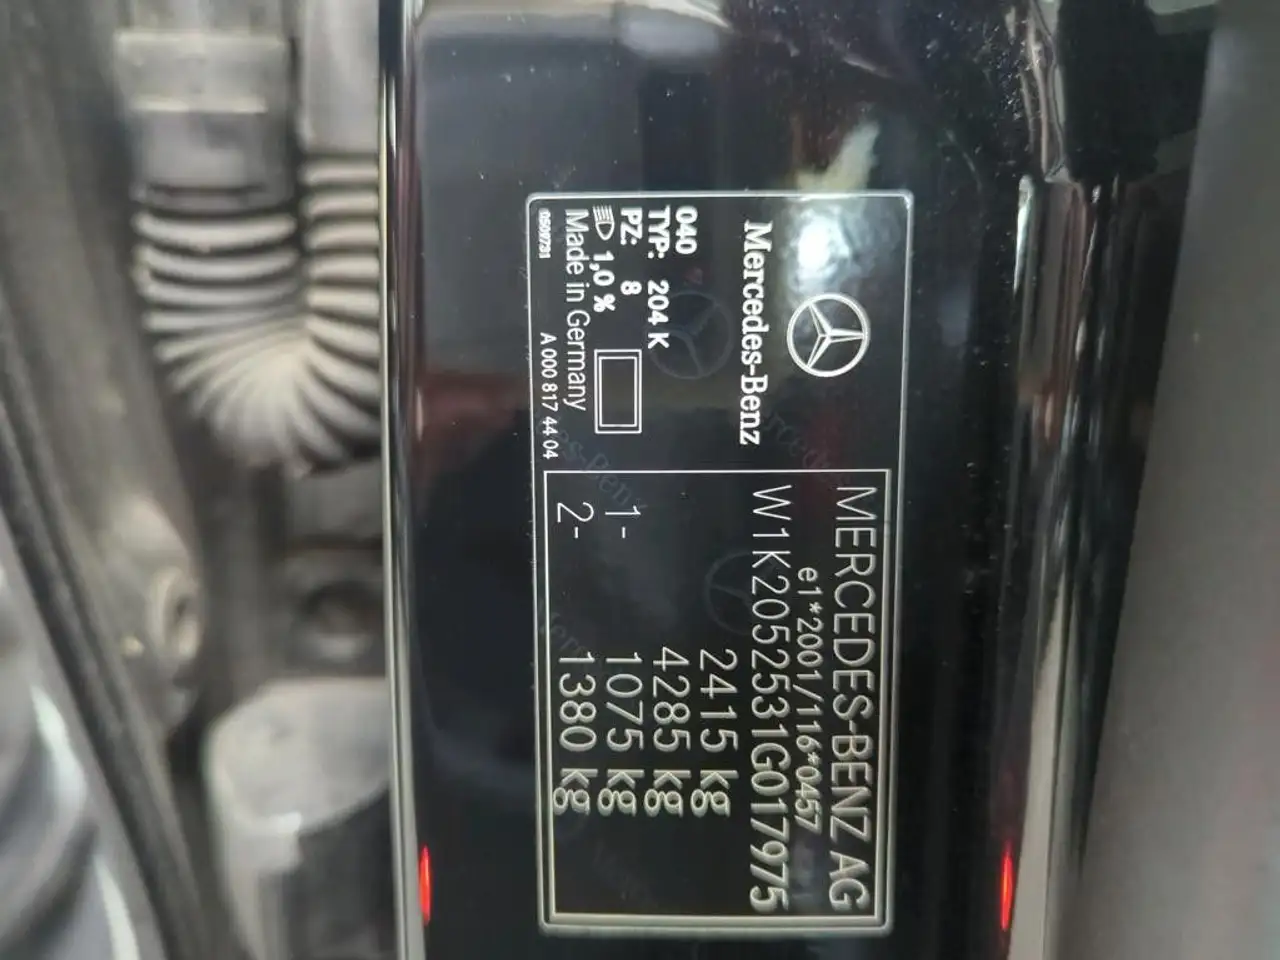 Mercedes-Benz
040
TYP: 204 K
PZ: 8
1,0 %
Made in Germany
A 000 817 44 04
MERCEDES-BENZ AG
e1*2001/116*0457
W1K2052531G017975
2415 kg
4285 kg
1- 1075 kg
2- 1380 kg